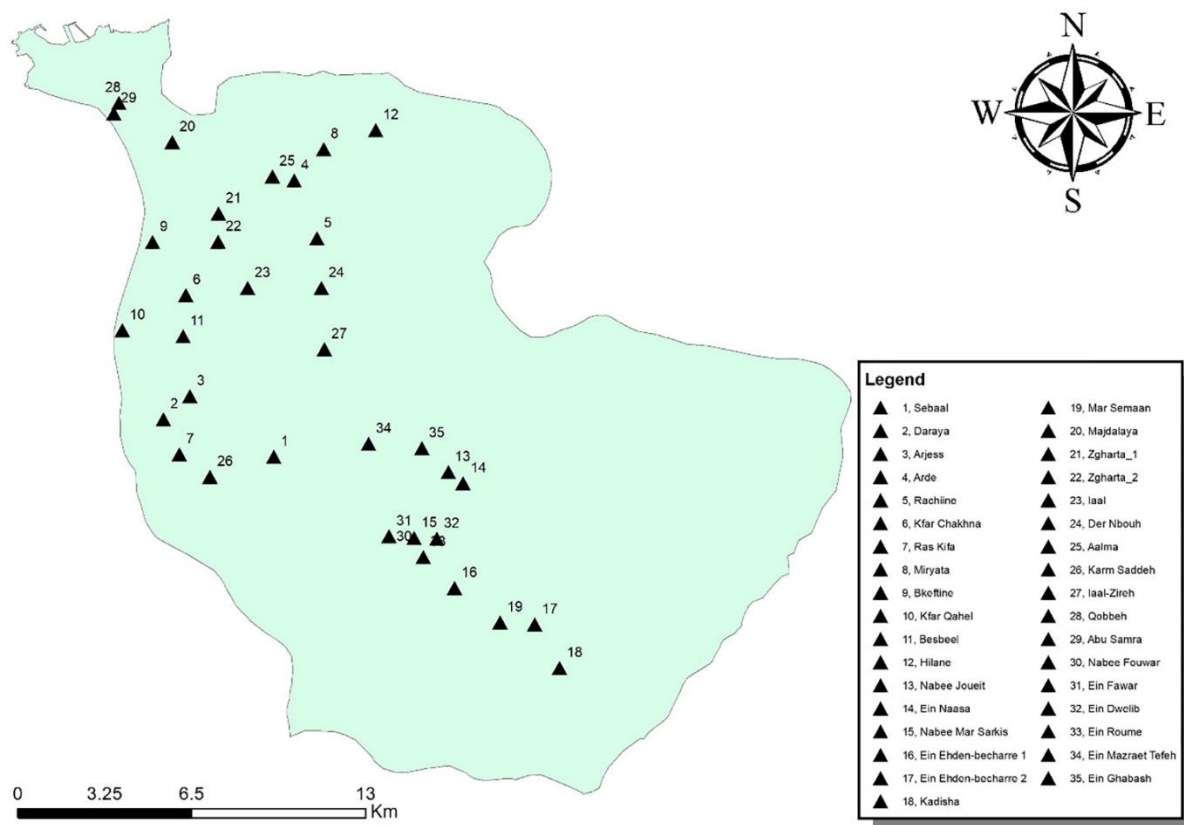 N
28
29
12
W
E
20
8
25
4
S
21
5
9
22
6
23
24
10
11
27
3
2
34
35
7
1
13
26
14
31
15
32
30
16
19
17
18
Legend
1, Sebaal
2, Daraya
3, Arjess
4, Arde
5, Rachiine
6, Kfar Chakhna
7, Ras Kifa
8, Miryata
9, Bkeftine
10, Kfar Qahel
11, Besbeel
12, Hilane
13, Nabee Joueit
14, Ein Naasa
15, Nabee Mar Sarkis
16, Ein Ehden-becharre 1
17, Ein Ehden-becharre 2
18, Kadisha
19, Mar Semaan
20, Majdalaya
21, Zgharta_1
22, Zgharta_2
23, Iaal
24, Der Nbouh
25, Aalma
26, Karm Saddeh
27, Iaal-Zireh
28, Qobbeh
29, Abu Samra
30, Nabee Fouwar
31, Ein Fawar
32, Ein Dwelib
33, Ein Roume
34, Ein Mazraet Tefeh
35, Ein Ghabash
0 3.25 6.5 13
Km